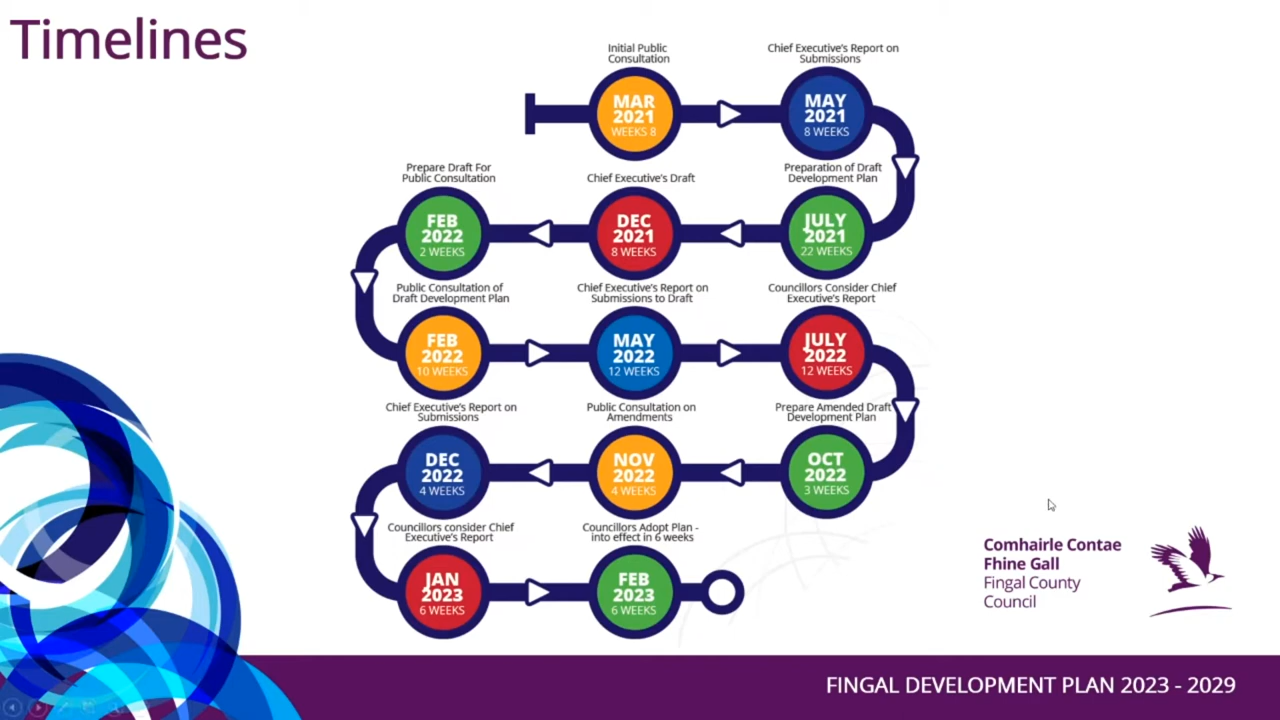 Timelines
Initial Public
Consultation
MAR
2021
WEEKS 8
Chief Executive's Report on
Submissions
MAY
2021
8 WEEKS
Preparation of Draft
Development Plan
JULY
2021
22 WEEKS
Chief Executive's Draft
DEC
2021
8 WEEKS
Prepare Draft For
Public Consultation
FEB
2022
2 WEEKS
Public Consultation of
Draft Development Plan
FEB
2022
10 WEEKS
Chief Executive's Report on
Submissions to Draft
MAY
2022
12 WEEKS
Councillors Consider Chief
Executive's Report
JULY
2022
12 WEEKS
Prepare Amended Draft
Development Plan
OCT
2022
3 WEEKS
Public Consultation on
Amendments
NOV
2022
4 WEEKS
Chief Executive's Report on
Submissions
DEC
2022
4 WEEKS
Councillors consider Chief
Executive's Report
JAN
2023
6 WEEKS
Councillors Adopt Plan -
into effect in 6 weeks
FEB
2023
6 WEEKS
Comhairle Contae
Fhine Gall
Fingal County
Council
FINGAL DEVELOPMENT PLAN 2023 - 2029